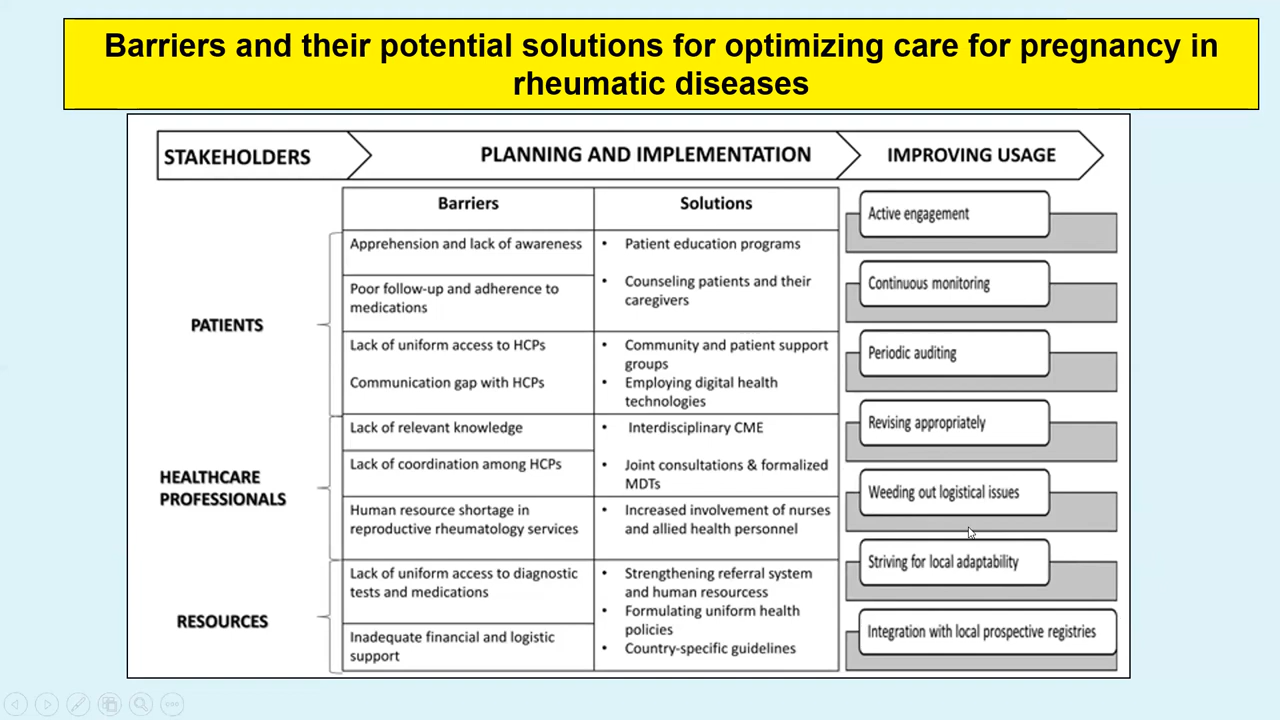 Barriers and their potential solutions for optimizing care for pregnancy in
rheumatic diseases
STAKEHOLDERS
PLANNING AND IMPLEMENTATION
IMPROVING USAGE
Barriers
Solutions
PATIENTS
Apprehension and lack of awareness
Poor follow-up and adherence to
medications
• Patient education programs
• Counseling patients and their
caregivers
Lack of uniform access to HCPs
Communication gap with HCPs
• Community and patient support
groups
• Employing digital health
technologies
HEALTHCARE
PROFESSIONALS
Lack of relevant knowledge
Lack of coordination among HCPs
• Interdisciplinary CME
• Joint consultations & formalized
MDTs
Human resource shortage in
reproductive rheumatology services
• Increased involvement of nurses
and allied health personnel
RESOURCES
Lack of uniform access to diagnostic
tests and medications
Inadequate financial and logistic
support
• Strengthening referral system
and human resourcess
• Formulating uniform health
policies
• Country-specific guidelines
Active engagement
Continuous monitoring
Periodic auditing
Revising appropriately
Weeding out logistical issues
Striving for local adaptability
Integration with local prospective registries